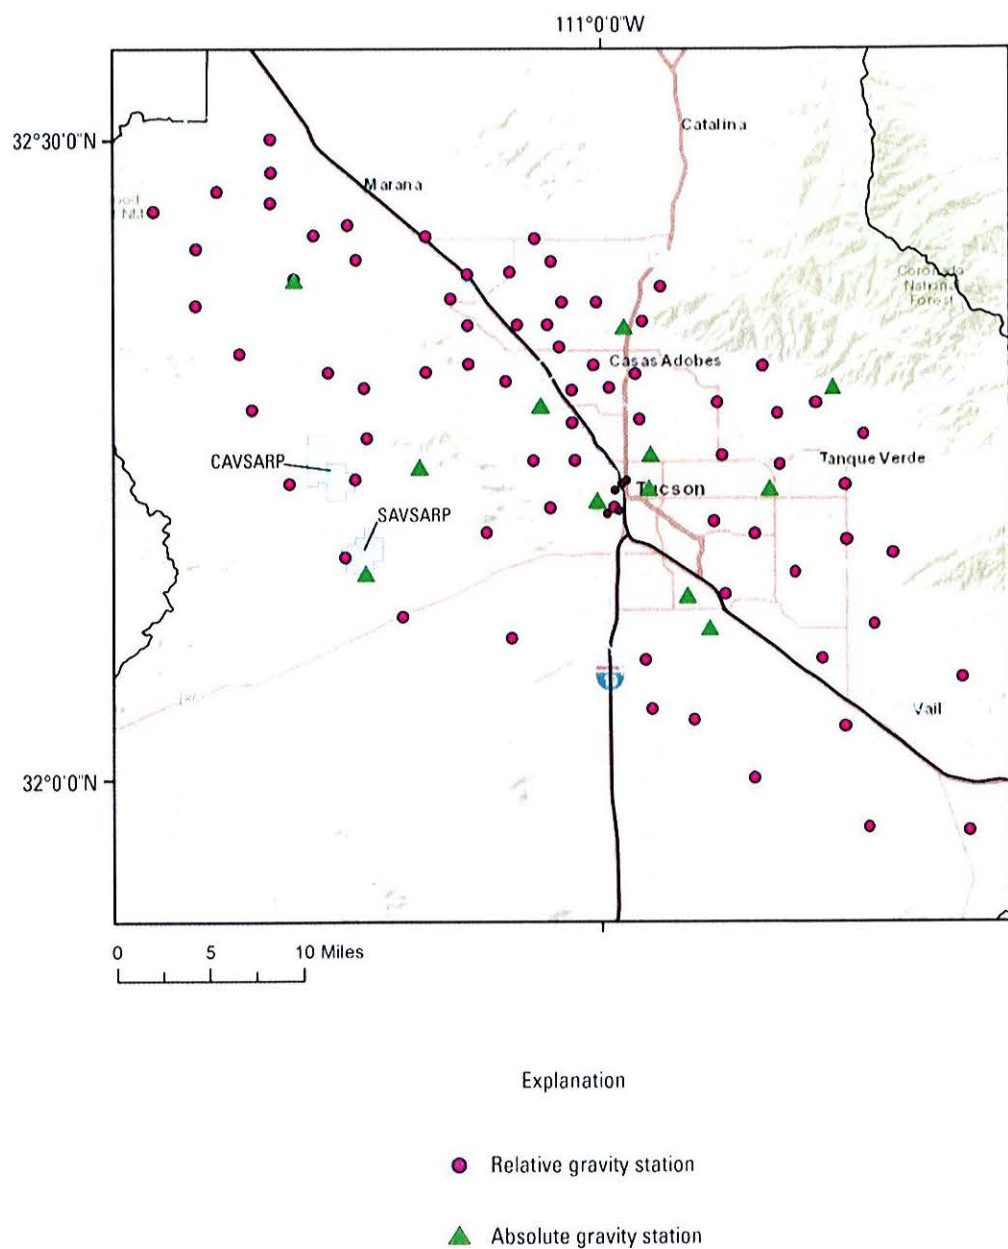 111°0'0"W
32°30'0"N
Catalina
Marana
NM
Coronado
National
Forest
Casas Adobes
CAVSARP
Tanque Verde
Tucson
SAVSARP
Vail
32°0'0"N
0 5 10 Miles
Explanation
Relative gravity station
Absolute gravity station